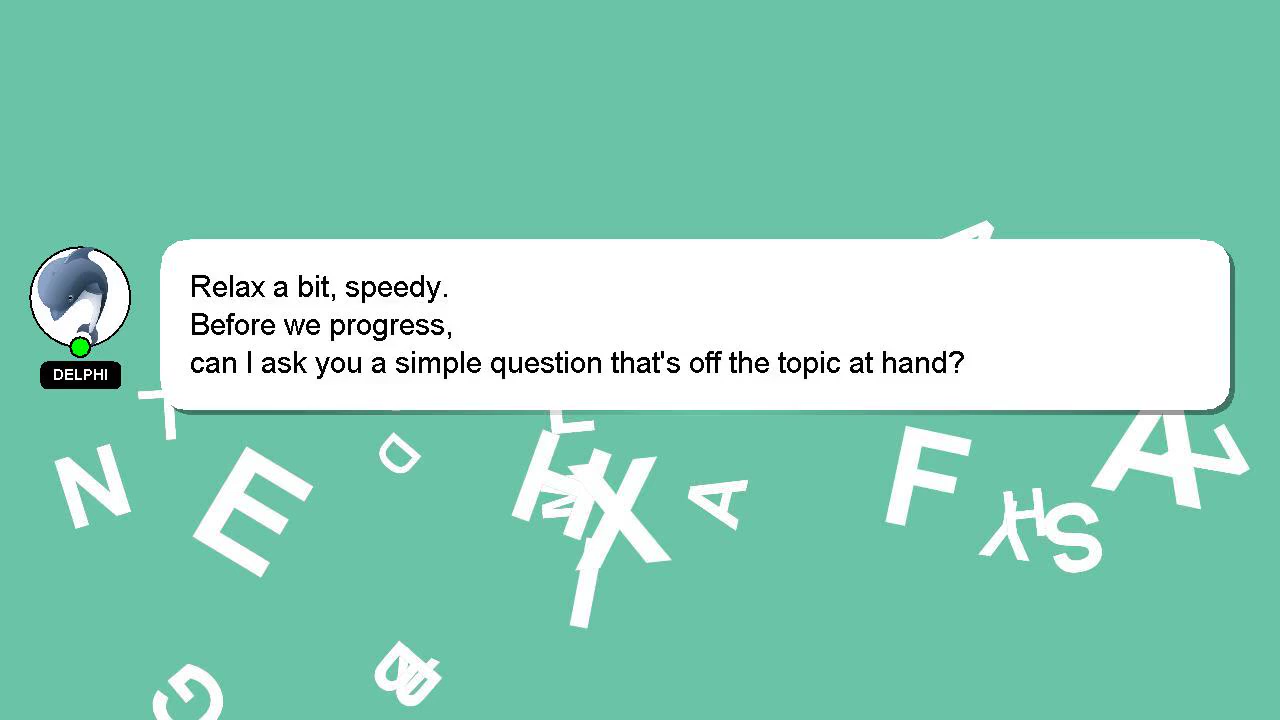 Relax a bit, speedy.
Before we progress,
can I ask you a simple question that's off the topic at hand?
DELPHI
N
E
D
X
A
F
A
S
G